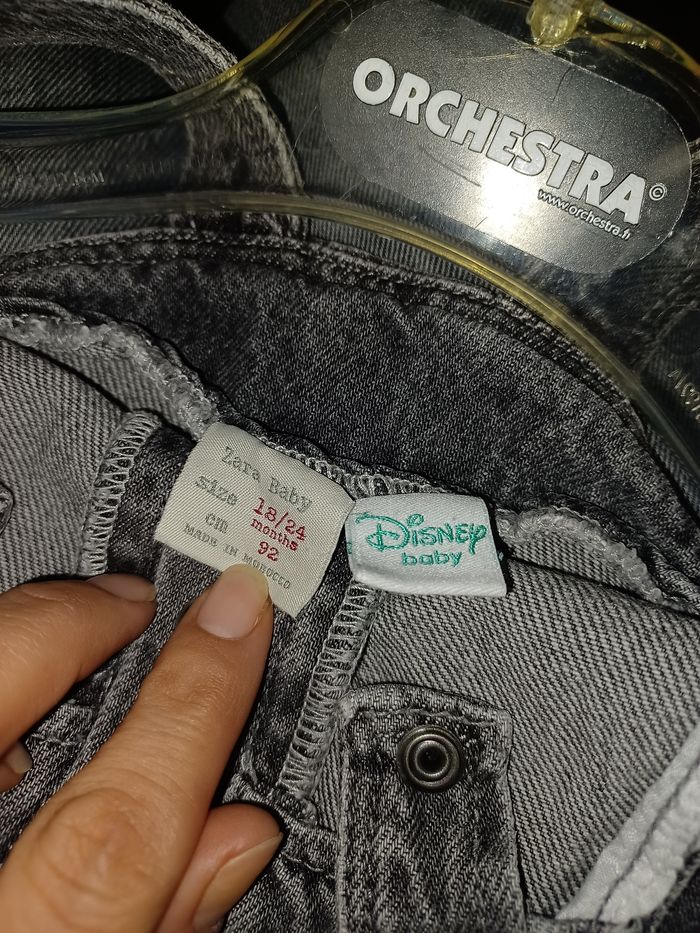 ORCHESTRA©
www.orchestra.fr
Zara Baby
size 18/24
months
cm 92
MADE IN MOROCCO
Disney
baby